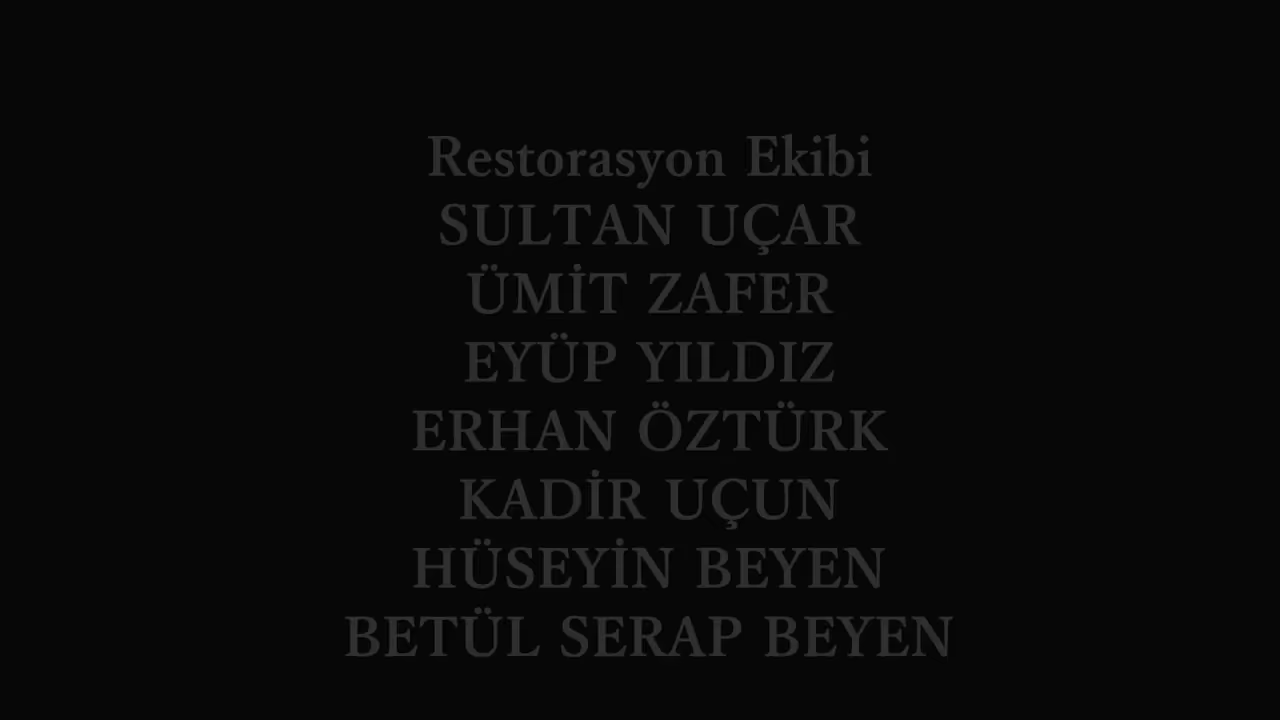 Restorasyon Ekibi
SULTAN UÇAR
ÜMİT ZAFER
EYÜP YILDIZ
ERHAN ÖZTÜRK
KADİR UÇUN
HÜSEYİN BEYEN
BETÜL SERAP BEYEN